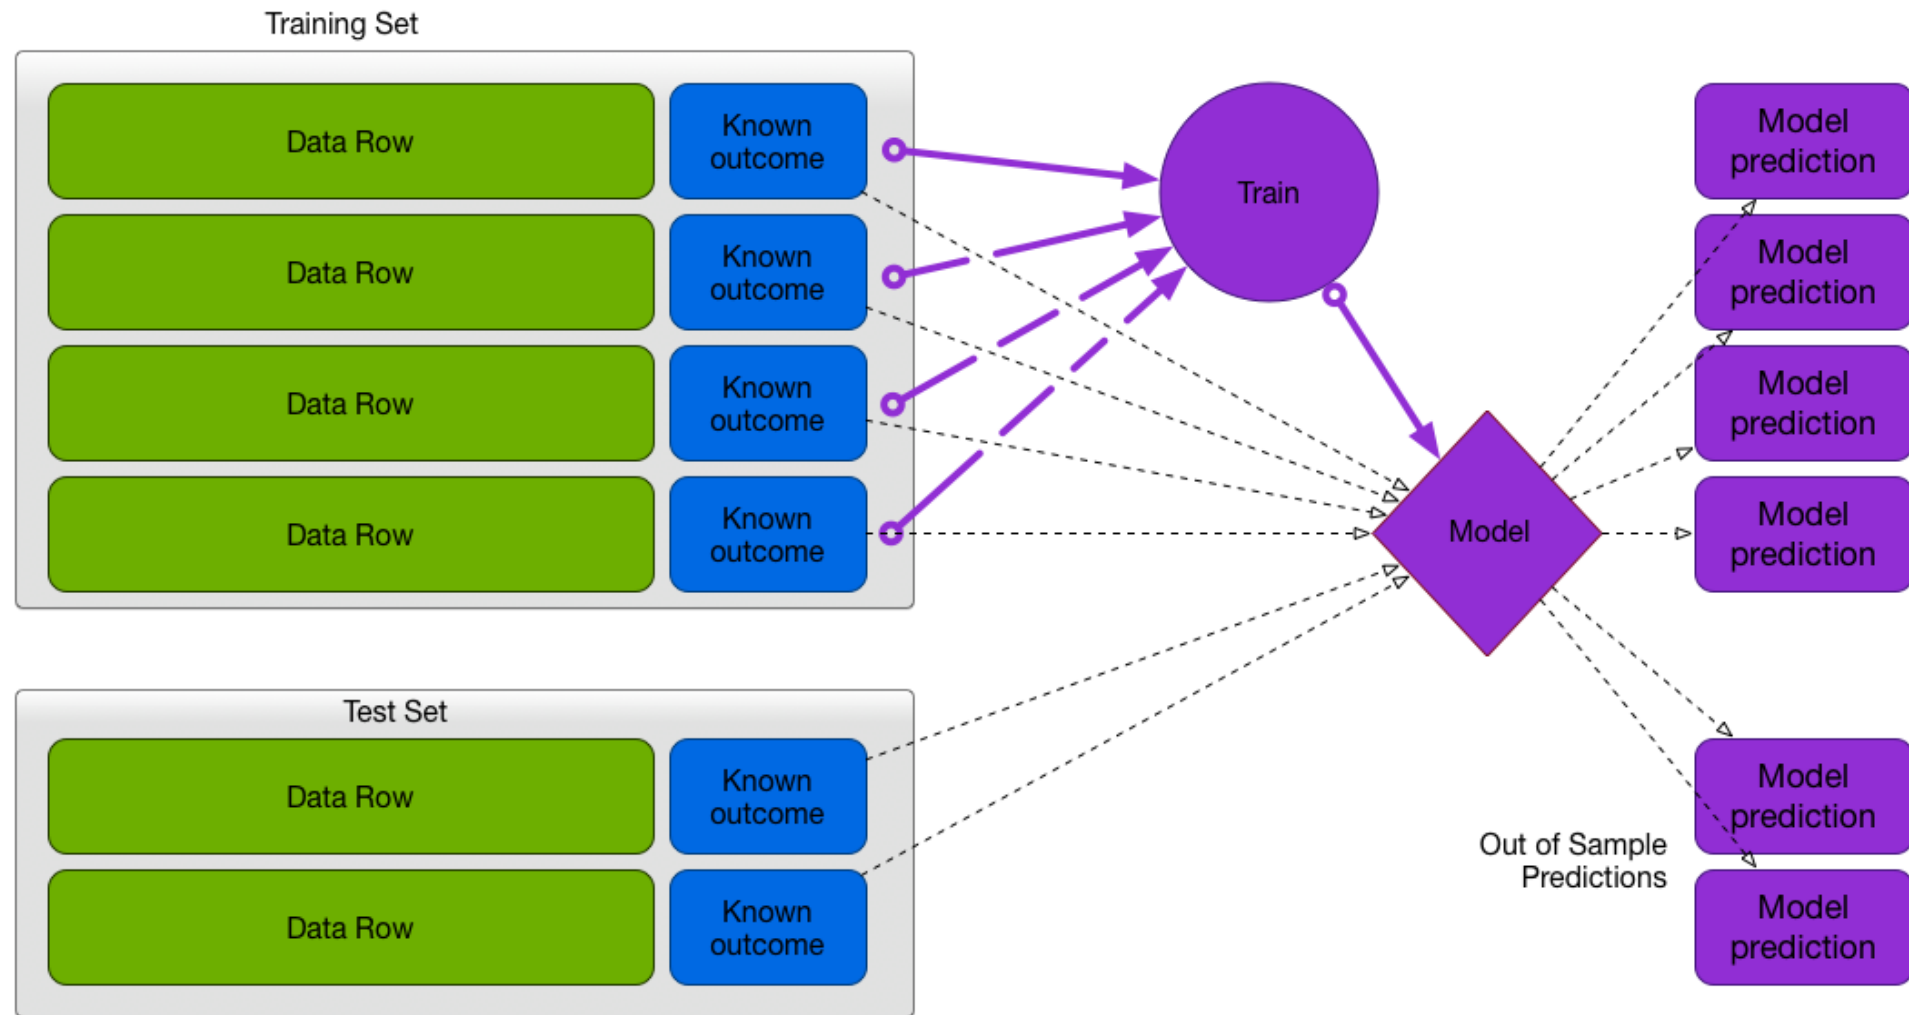 Training Set
Data Row
Known
outcome
Data Row
Known
outcome
Data Row
Known
outcome
Data Row
Known
outcome
Train
Model
Model
prediction
Model
prediction
Model
prediction
Model
prediction
Test Set
Data Row
Known
outcome
Data Row
Known
outcome
Out of Sample
Predictions
Model
prediction
Model
prediction